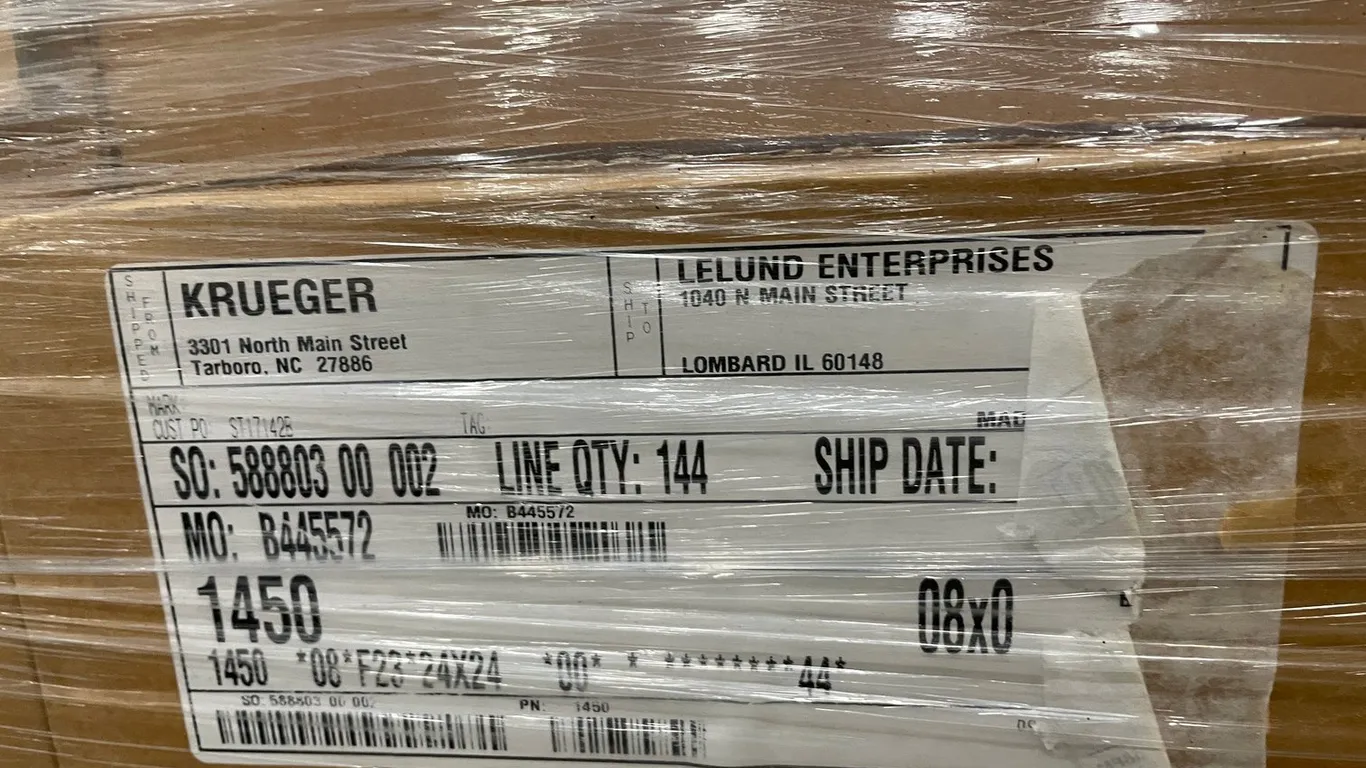 SHIPPED FROM
KRUEGER
3301 North Main Street
Tarboro, NC 27886
SHIP TO
LELUND ENTERPRISES
1040 N MAIN STREET
LOMBARD IL 60148
MARK
CUST PO: ST17142B TAG:
MAD
SO: 588803 00 002 LINE QTY: 144 SHIP DATE:
MO: B445572
MO: B445572
1450 08x0
1450 *08*F23*24X24 *00* * ********44*
SO: 588803 00 002 PN: 1450